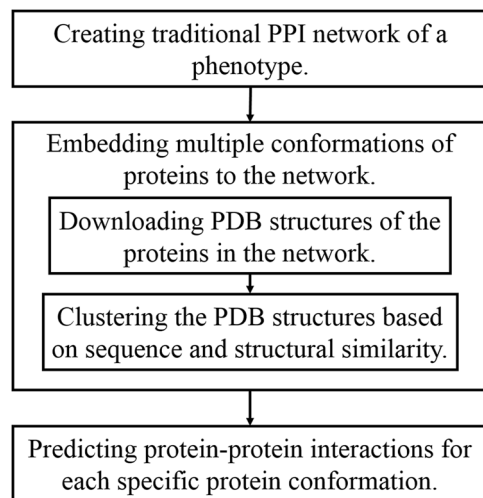 Creating traditional PPI network of a
phenotype.
Embedding multiple conformations of
proteins to the network.
Downloading PDB structures of the
proteins in the network.
Clustering the PDB structures based
on sequence and structural similarity.
Predicting protein-protein interactions for
each specific protein conformation.